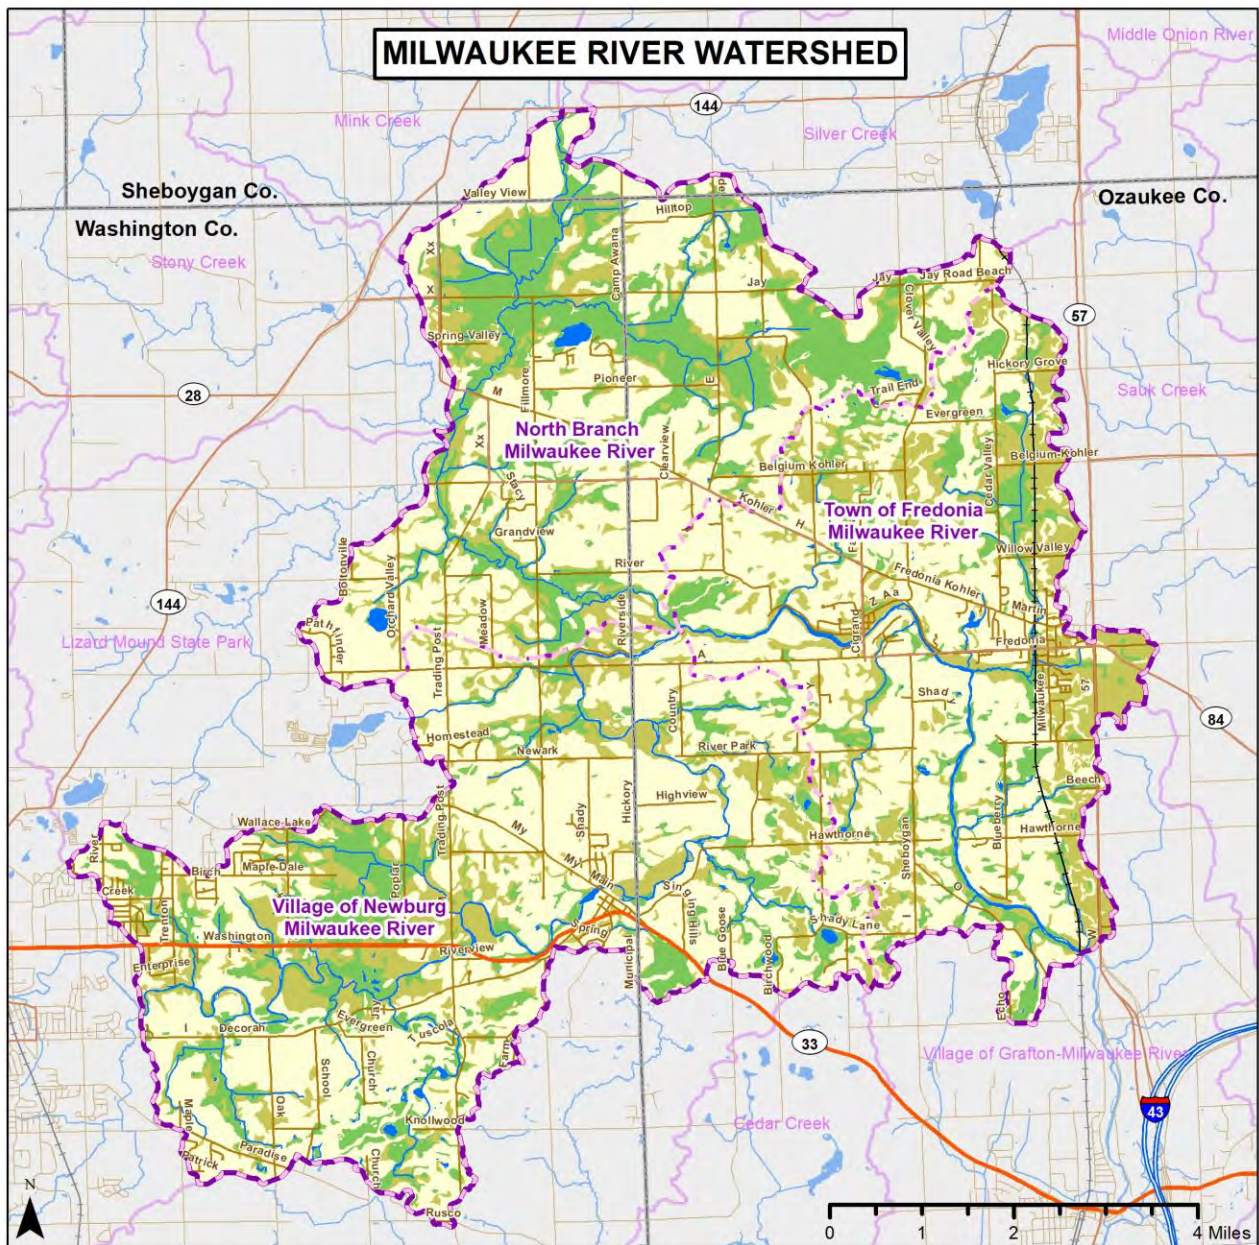 MILWAUKEE RIVER WATERSHED
Middle Onion River
144
Mink Creek
Silver Creek
Sheboygan Co.
Valley View
Ozaukee Co.
Washington Co.
Hilltop
Stony Creek
Xx
Camp Awana
Jay
Jay
Jay Road Beach
X
Clover Valley
57
Spring Valley
Hickory Grove
Pioneer
E
Trail End
Sauk Creek
28
M
Fillmore
Evergreen
North Branch
Milwaukee River
Xx
Clearview
Cedar Valley
Belgium-Kohler
Belgium Kohler
Stacy
Kohler
H
Town of Fredonia
Milwaukee River
Grandview
Willow Valley
Boltonville
Orchard Valley
River
Fredonia Kohler
144
Z Aa
Martin
Meadow
Riverside
Pathfinder
Lizard Mound State Park
Trading Post
Cigrand
Fredonia
A
57
Shady
Milwaukee
Country
84
Homestead
Newark
River Park
Beech
Trading Post
Hickory
Highview
Blueberry
Wallace Lake
Shady
My
Hawthorne
Hawthorne
River
Birch
Maple-Dale
My
Main
Sheboygan
Creek
Poplar
Singing Hills
O
Village of Newburg
Milwaukee River
Trenton
Blue Goose
Shady Lane
I
Washington
Spring
Riverview
Municipal
Birchwood
W
Enterprise
Jay
Echo
I
Decorah
Evergreen
Tuscola
33
Farm
Village of Grafton-Milwaukee River
School
Church
Oak
Maple
Knollwood
Cedar Creek
43
Paradise
Patrick
Church
N
Rusco
0 1 2 4 Miles